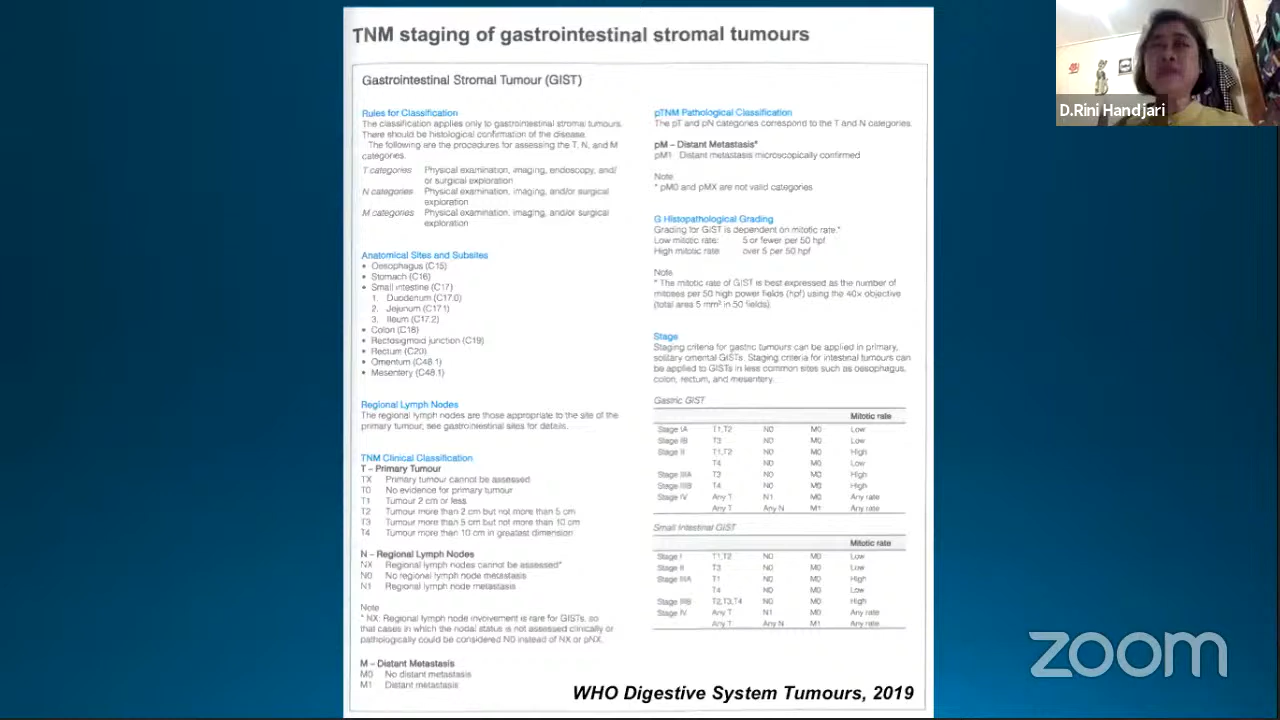 TNM staging of gastrointestinal stromal tumours
Gastrointestinal Stromal Tumour (GIST)
Rules for Classification
The classification applies only to gastrointestinal stromal tumours.
There should be histological confirmation of the disease.
The following are the procedures for assessing the T, N, and M
categories.
T categories Physical examination, imaging, endoscopy, and/
or surgical exploration
N categories Physical examination, imaging, and/or surgical
exploration
M categories Physical examination, imaging, and/or surgical
exploration
Anatomical Sites and Subsites
• Oesophagus (C15)
• Stomach (C16)
• Small intestine (C17)
1. Duodenum (C17.0)
2. Jejunum (C17.1)
3. Ileum (C17.2)
• Colon (C18)
• Rectosigmoid junction (C19)
• Rectum (C20)
• Omentum (C48.1)
• Mesentery (C48.1)
Regional Lymph Nodes
The regional lymph nodes are those appropriate to the site of the
primary tumour; see gastrointestinal sites for details.
TNM Clinical Classification
T – Primary Tumour
TX Primary tumour cannot be assessed
T0 No evidence for primary tumour
T1 Tumour 2 cm or less
T2 Tumour more than 2 cm but not more than 5 cm
T3 Tumour more than 5 cm but not more than 10 cm
T4 Tumour more than 10 cm in greatest dimension
N – Regional Lymph Nodes
NX Regional lymph nodes cannot be assessed*
N0 No regional lymph node metastasis
N1 Regional lymph node metastasis
Note
* NX: Regional lymph node involvement is rare for GISTs, so
that cases in which the nodal status is not assessed clinically or
pathologically could be considered N0 instead of NX or pNX.
M – Distant Metastasis
M0 No distant metastasis
M1 Distant metastasis
pTNM Pathological Classification
The pT and pN categories correspond to the T and N categories.
pM – Distant Metastasis*
pM1 Distant metastasis microscopically confirmed
Note
* pM0 and pMX are not valid categories
G Histopathological Grading
Grading for GIST is dependent on mitotic rate.*
Low mitotic rate: 5 or fewer per 50 hpf
High mitotic rate: over 5 per 50 hpf
Note
* The mitotic rate of GIST is best expressed as the number of
mitoses per 50 high power fields (hpf) using the 40x objective
(total area 5 mm² in 50 fields).
Stage
Staging criteria for gastric tumours can be applied in primary,
solitary omental GISTs. Staging criteria for intestinal tumours can
be applied to GISTs in less common sites such as oesophagus,
colon, rectum, and mesentery.
Gastric GIST
Mitotic rate
Stage IA T1,T2 N0 M0 Low
Stage IB T3 N0 M0 Low
Stage II T1,T2 N0 M0 High
T4 N0 M0 Low
Stage IIIA T3 N0 M0 High
Stage IIIB T4 N0 M0 High
Stage IV Any T N1 M0 Any rate
Any T Any N M1 Any rate
Small Intestinal GIST
Mitotic rate
Stage I T1,T2 N0 M0 Low
Stage II T3 N0 M0 Low
Stage IIIA T1 N0 M0 High
T4 N0 M0 Low
Stage IIIB T2,T3,T4 N0 M0 High
Stage IV Any T N1 M0 Any rate
Any T Any N M1 Any rate
WHO Digestive System Tumours, 2019
D.Rini Handjari
zoom